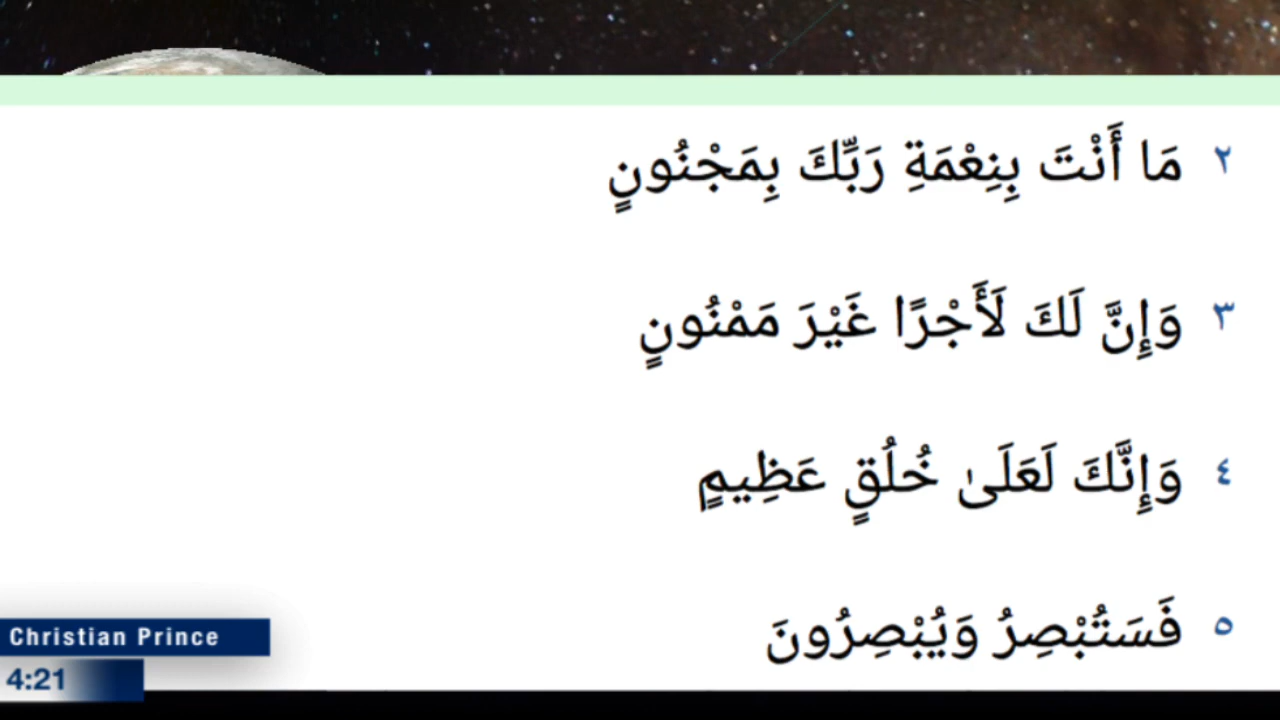 ٢ مَا أَنْتَ بِنِعْمَةِ رَبِّكَ بِمَجْنُونٍ
٣ وَإِنَّ لَكَ لَأَجْرًا غَيْرَ مَمْنُونٍ
٤ وَإِنَّكَ لَعَلَىٰ خُلُقٍ عَظِيمٍ
٥ فَسَتُبْصِرُ وَيُبْصِرُونَ
Christian Prince
4:21